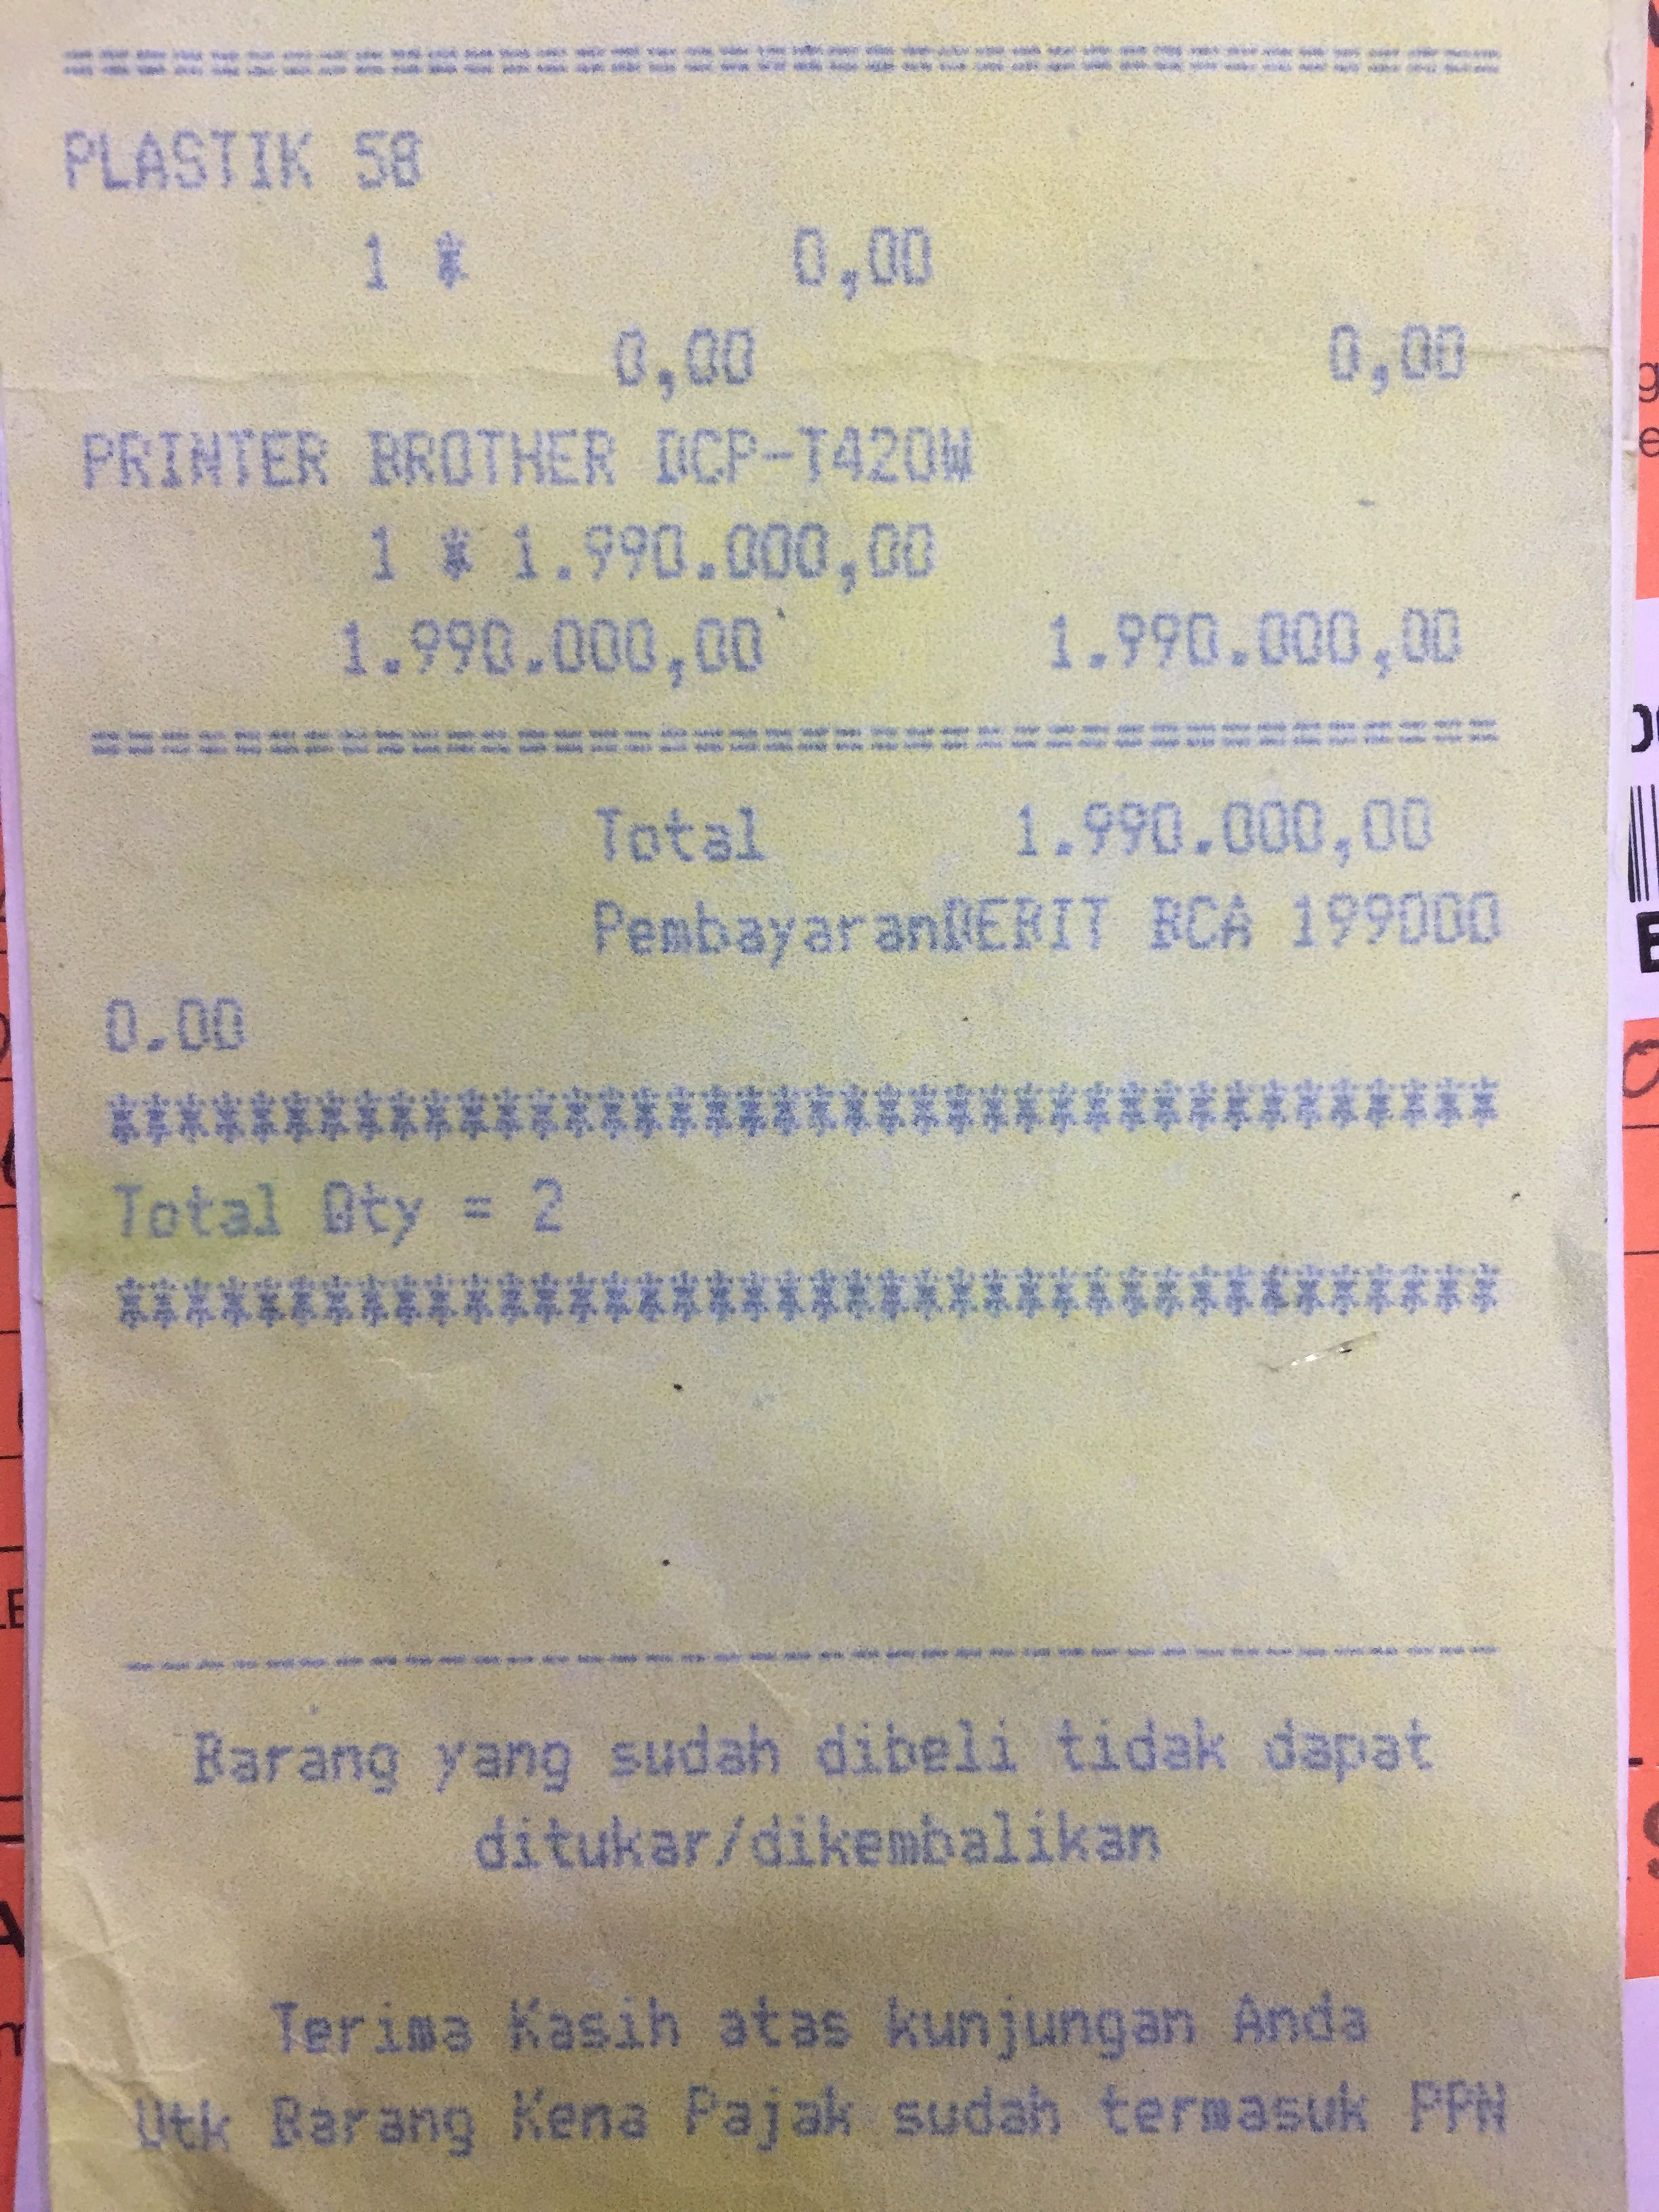 ================================================
PLASTIK 58
1 * 0,00
0,00 0,00
PRINTER BROTHER DCP-T420W
1 * 1.990.000,00
1.990.000,00 1.990.000,00
========================================
Total 1.990.000,00
PembayaranDEBIT BCA 199000
0.00
****************************************
Total Qty = 2
****************************************
----------------------------------------
Barang yang sudah dibeli tidak dapat
ditukar/dikembalikan
Terima Kasih atas kunjungan Anda
Utk Barang Kena Pajak sudah termasuk PPN